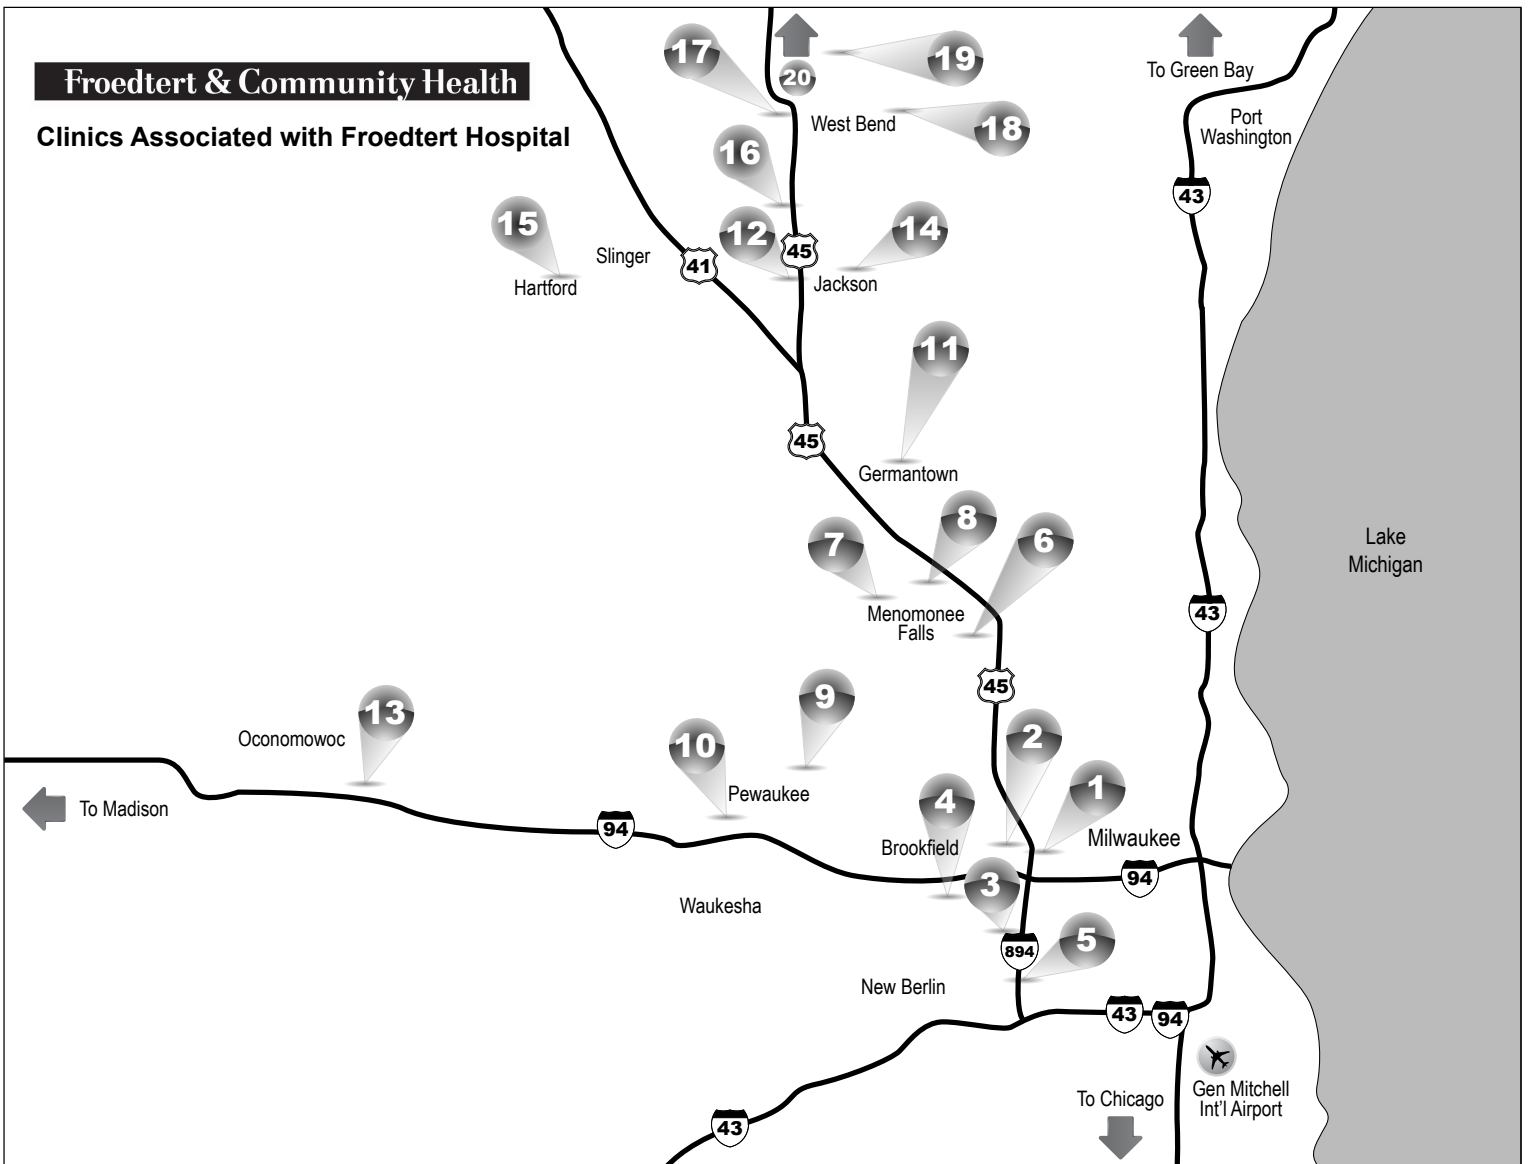 Froedtert & Community Health
Clinics Associated with Froedtert Hospital
17
20
19
To Green Bay
West Bend
18
Port
Washington
16
43
15
Slinger
12
45
14
41
Hartford
Jackson
11
45
Germantown
8
7
6
Lake
Michigan
Menomonee
Falls
43
45
13
9
Oconomowoc
10
2
Pewaukee
1
4
To Madison
94
Brookfield
Milwaukee
3
94
Waukesha
894
5
New Berlin
43
94
Gen Mitchell
Int'l Airport
To Chicago
43